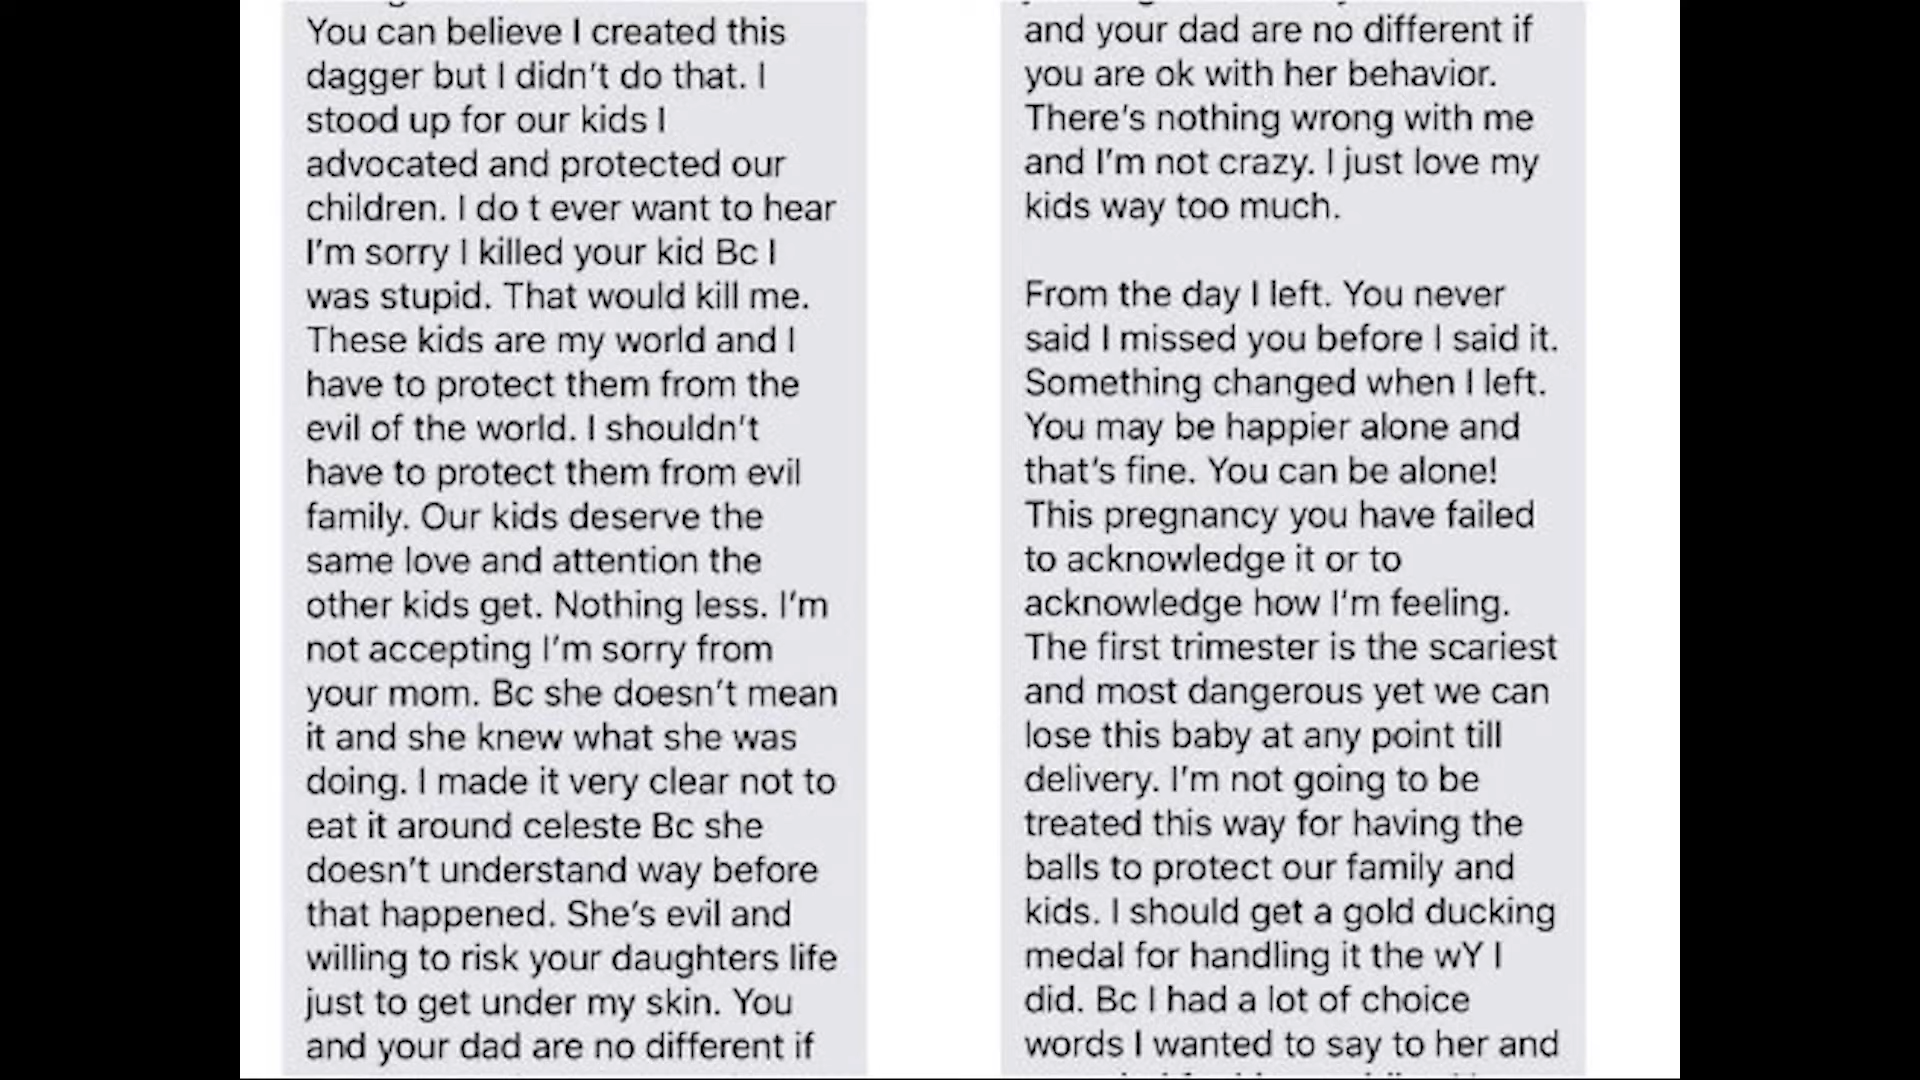 You can believe I created this
dagger but I didn't do that. I
stood up for our kids I
advocated and protected our
children. I do t ever want to hear
I'm sorry I killed your kid Bc I
was stupid. That would kill me.
These kids are my world and I
have to protect them from the
evil of the world. I shouldn't
have to protect them from evil
family. Our kids deserve the
same love and attention the
other kids get. Nothing less. I'm
not accepting I'm sorry from
your mom. Bc she doesn't mean
it and she knew what she was
doing. I made it very clear not to
eat it around celeste Bc she
doesn't understand way before
that happened. She's evil and
willing to risk your daughters life
just to get under my skin. You
and your dad are no different if
and your dad are no different if
you are ok with her behavior.
There's nothing wrong with me
and I'm not crazy. I just love my
kids way too much.
From the day I left. You never
said I missed you before I said it.
Something changed when I left.
You may be happier alone and
that's fine. You can be alone!
This pregnancy you have failed
to acknowledge it or to
acknowledge how I'm feeling.
The first trimester is the scariest
and most dangerous yet we can
lose this baby at any point till
delivery. I'm not going to be
treated this way for having the
balls to protect our family and
kids. I should get a gold ducking
medal for handling it the wY I
did. Bc I had a lot of choice
words I wanted to say to her and